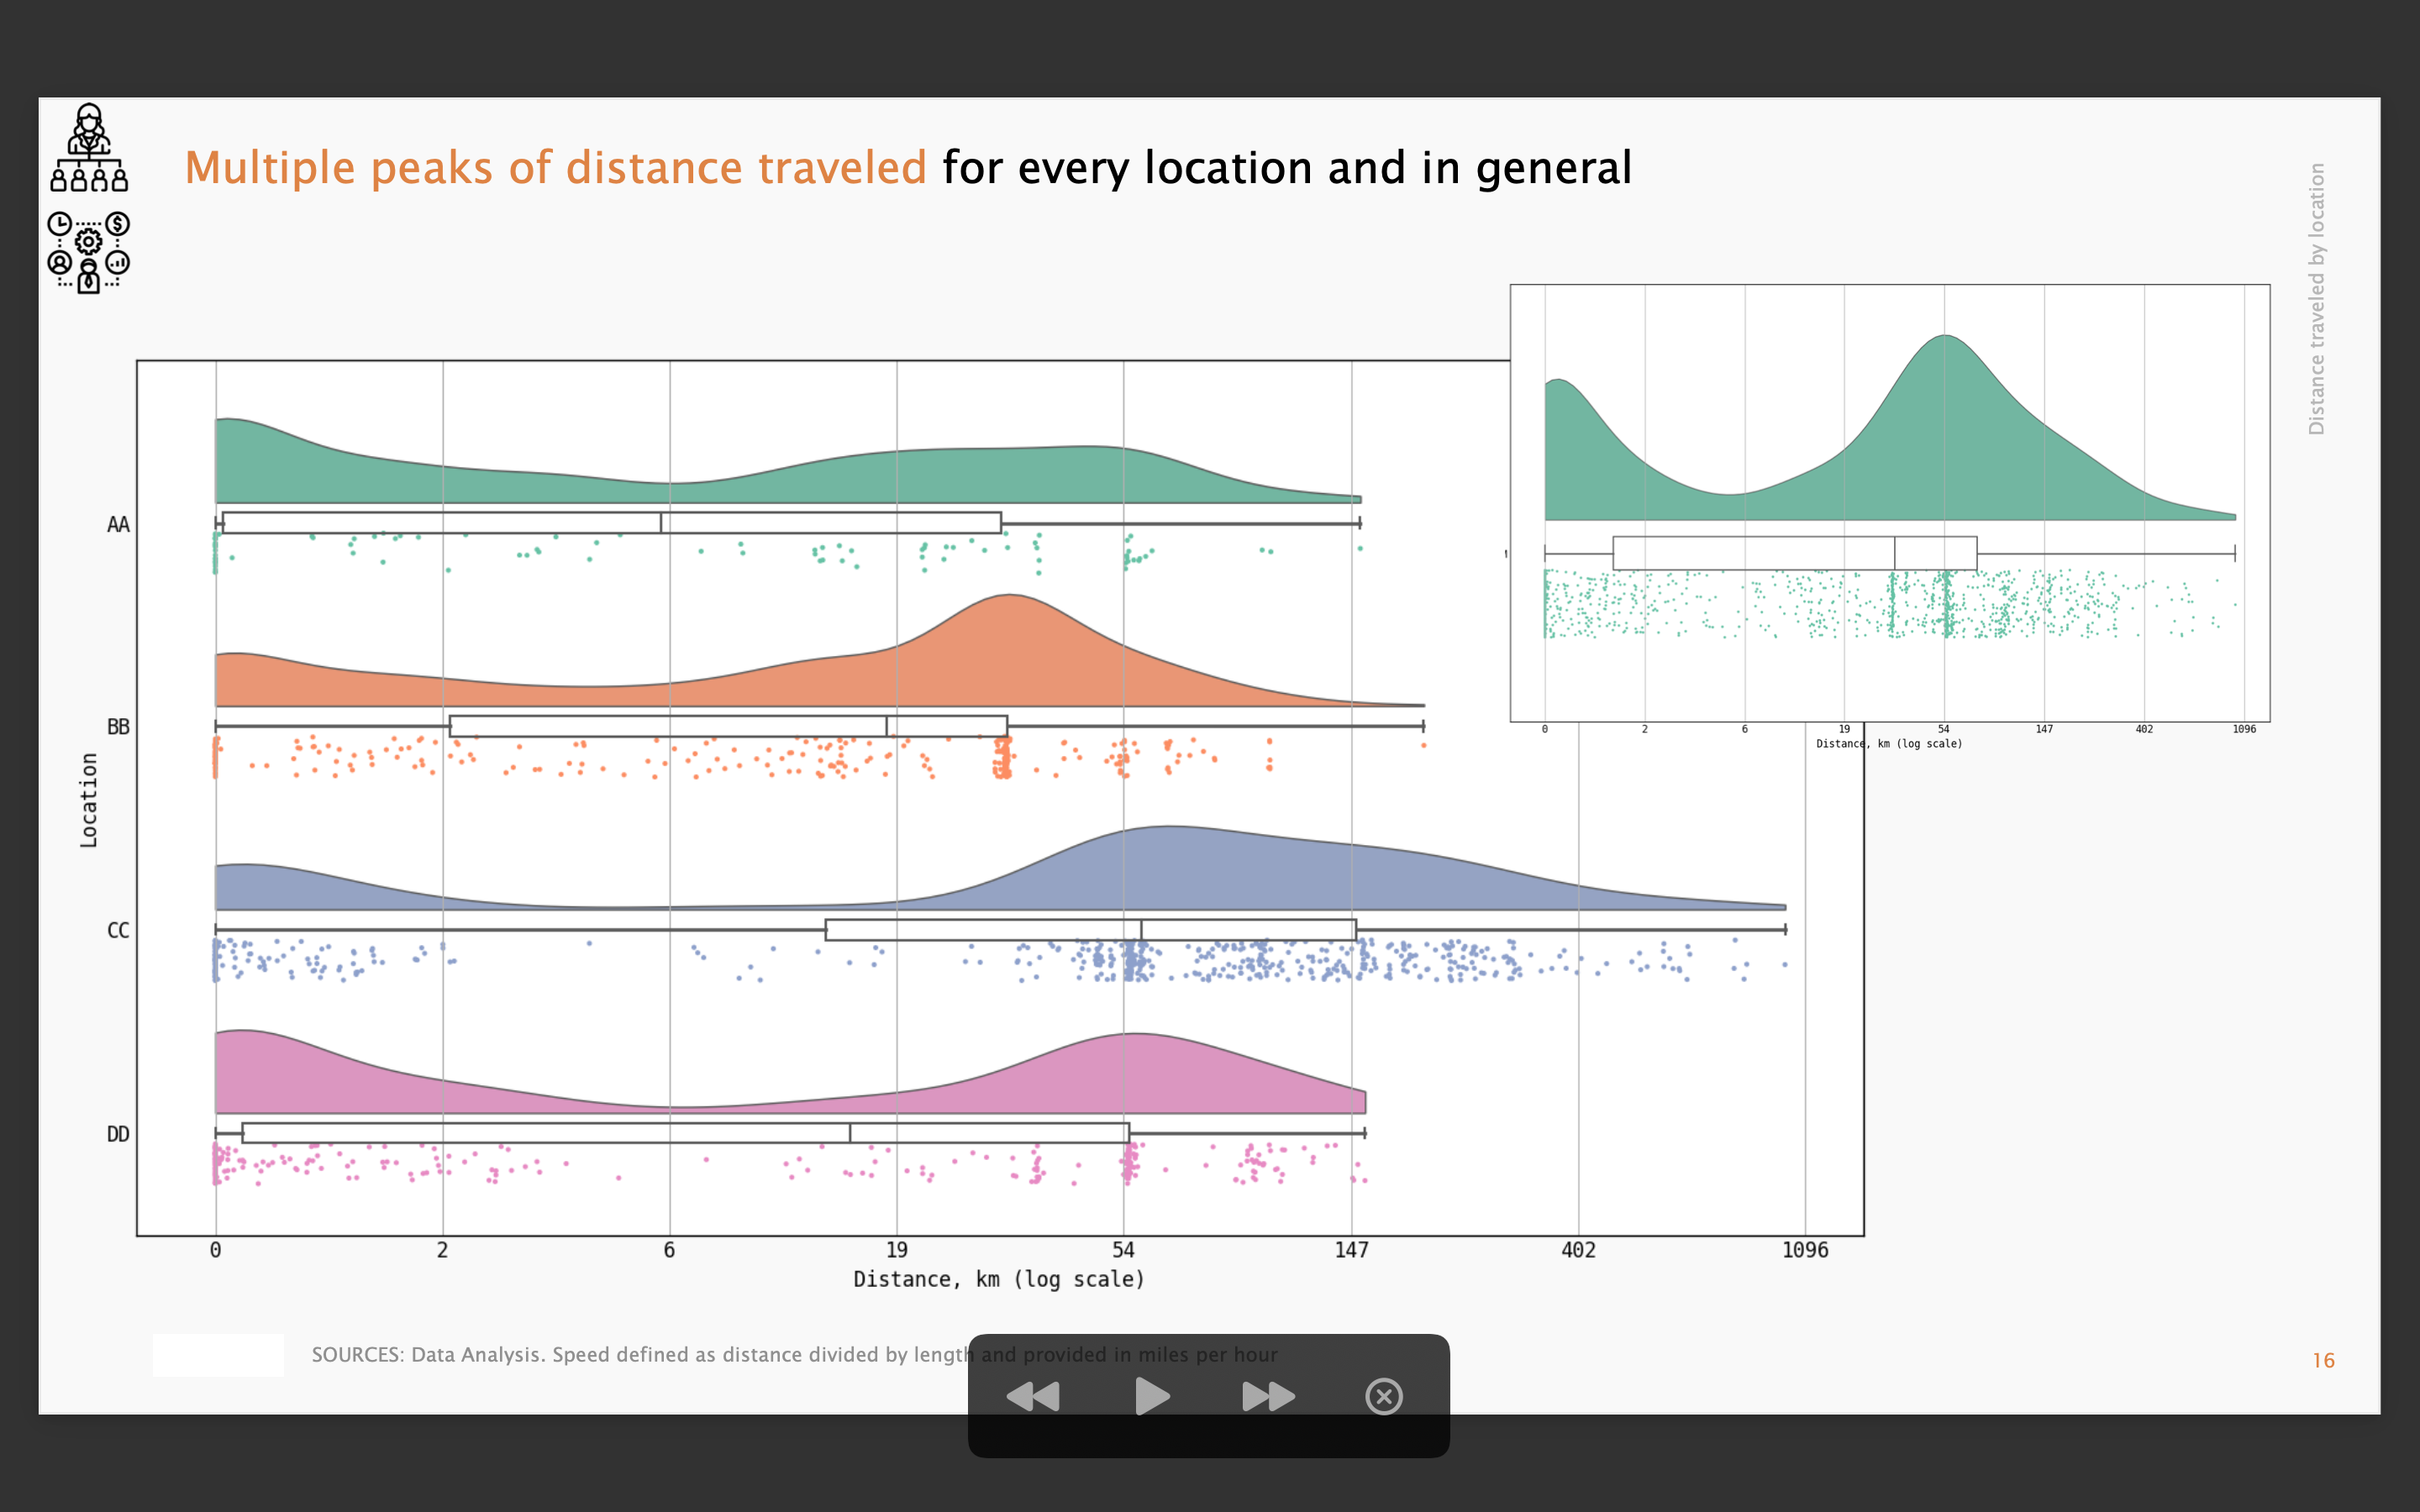 Multiple peaks of distance traveled for every location and in general
Distance traveled by location
0 2 6 19 54 147 402 1096
Distance, km (log scale)
Location
AA
BB
CC
DD
0 2 6 19 54 147 402 1096
Distance, km (log scale)
SOURCES: Data Analysis. Speed defined as distance divided by length and provided in miles per hour
16